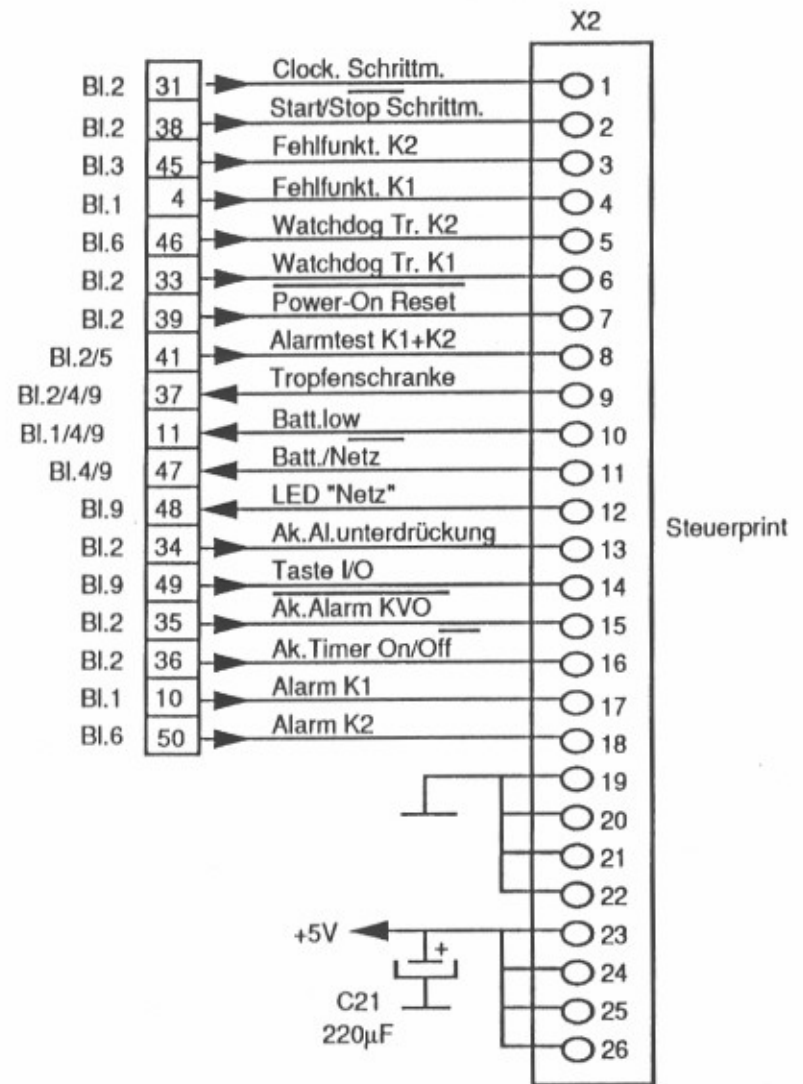 X2
Bl.2 31 Clock. Schrittm. 1
Bl.2 38 Start/Stop Schrittm. 2
Bl.3 45 Fehlfunkt. K2 3
Bl.1 4 Fehlfunkt. K1 4
Bl.6 46 Watchdog Tr. K2 5
Bl.2 33 Watchdog Tr. K1 6
Bl.2 39 Power-On Reset 7
Bl.2/5 41 Alarmtest K1+K2 8
Bl.2/4/9 37 Tropfenschranke 9
Bl.1/4/9 11 Batt.low 10
Bl.4/9 47 Batt./Netz 11
Bl.9 48 LED "Netz" 12
Bl.2 34 Ak.Al.unterdrückung 13
Steuerprint
Bl.9 49 Taste I/O 14
Bl.2 35 Ak.Alarm KVO 15
Bl.2 36 Ak.Timer On/Off 16
Bl.1 10 Alarm K1 17
Bl.6 50 Alarm K2 18
19
20
21
22
+5V 23
+
24
C21 25
220µF 26